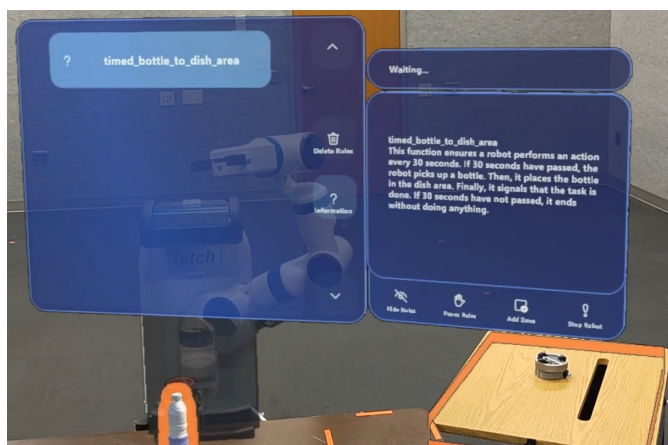 ?
timed_bottle_to_dish_area
Delete Rules
?
Information
Waiting...
timed_bottle_to_dish_area
This function ensures a robot performs an action
every 30 seconds. If 30 seconds have passed, the
robot picks up a bottle. Then, it places the bottle
in the dish area. Finally, it signals that the task is
done. If 30 seconds have not passed, it ends
without doing anything.
Hide Rules
Pause Rules
Add Zone
Stop Robot
fetch